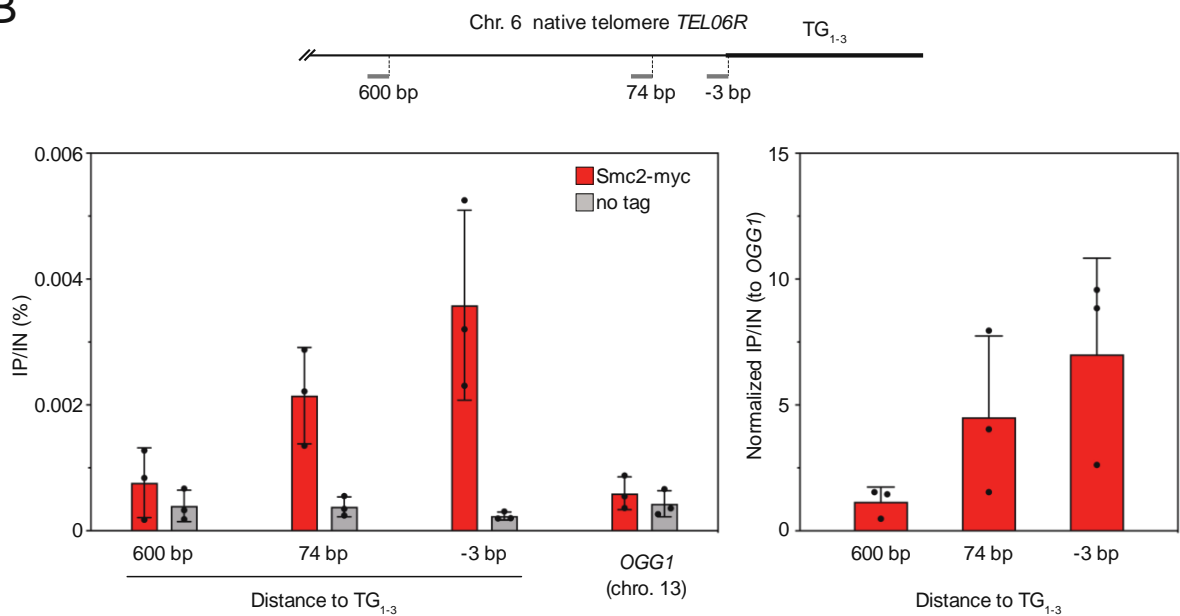 B
Chr. 6 native telomere TEL06R
TG1-3
600 bp
74 bp
-3 bp
0.006
0.004
0.002
0
IP/IN (%)
Smc2-myc
no tag
600 bp
74 bp
-3 bp
OGG1
(chro. 13)
Distance to TG1-3
15
10
5
0
Normalized IP/IN (to OGG1)
600 bp
74 bp
-3 bp
Distance to TG1-3